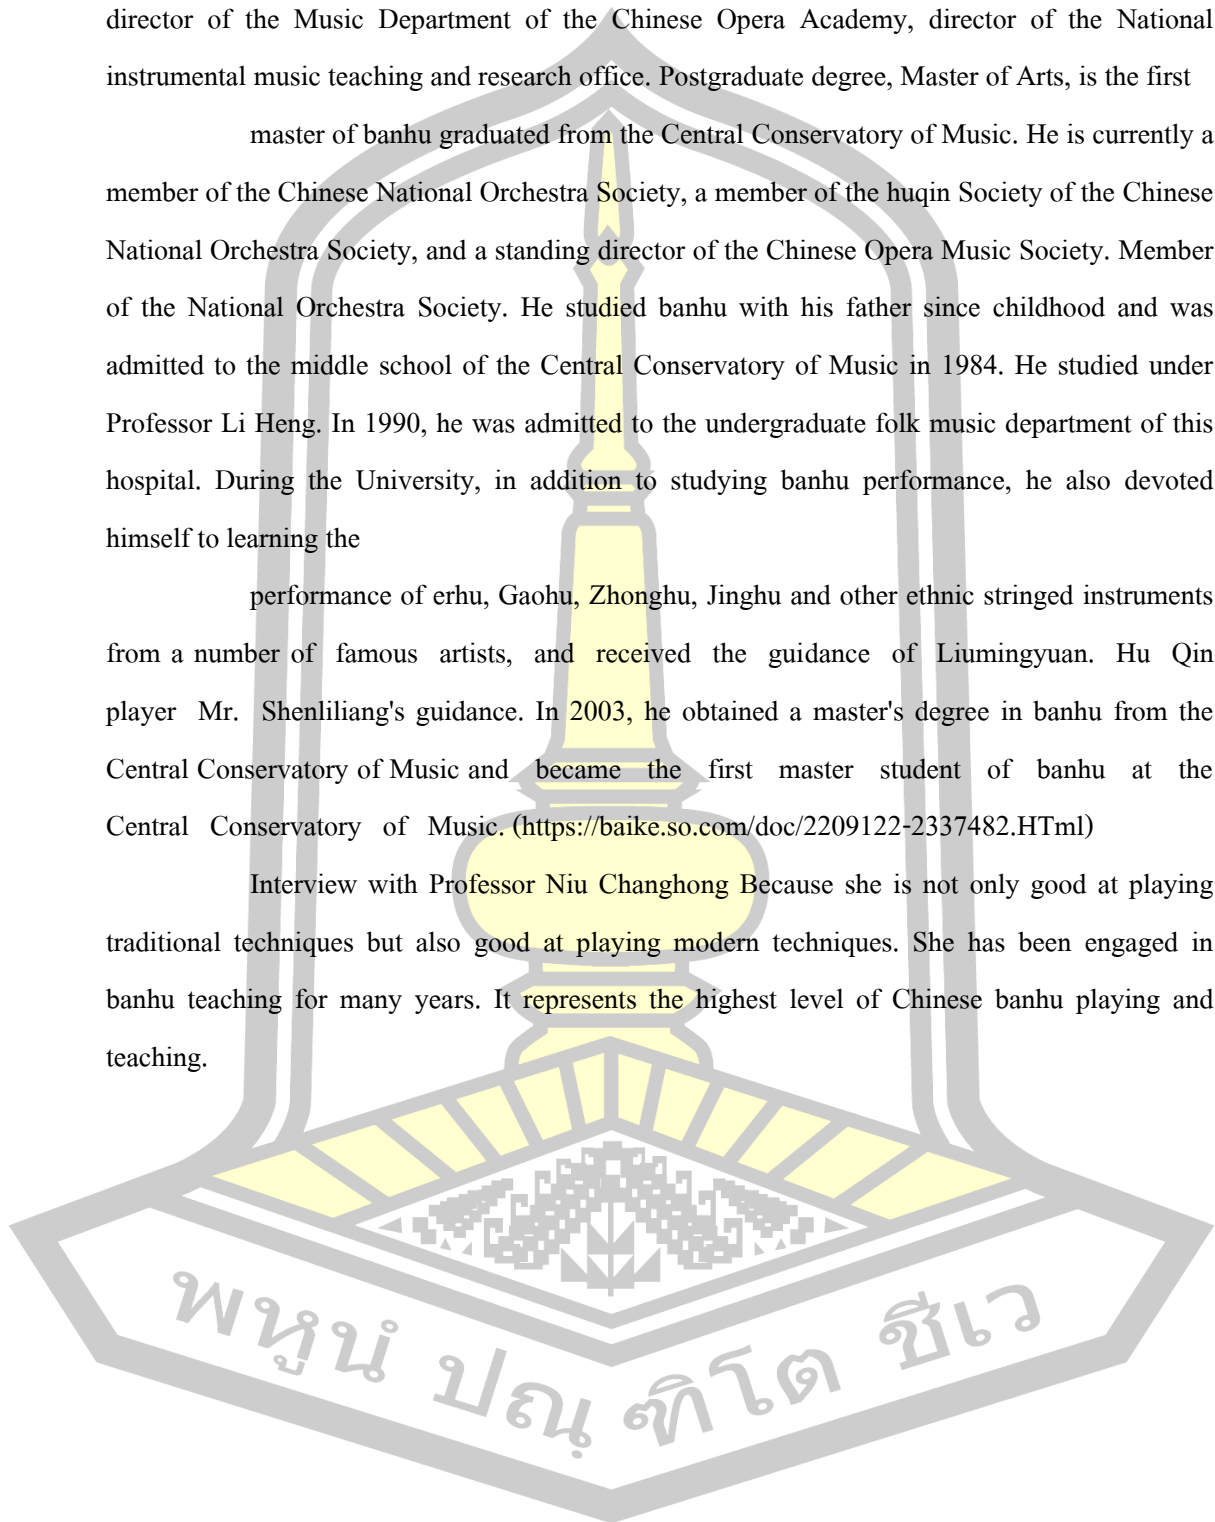 director of the Music Department of the Chinese Opera Academy, director of the National
instrumental music teaching and research office. Postgraduate degree, Master of Arts, is the first
master of banhu graduated from the Central Conservatory of Music. He is currently a
member of the Chinese National Orchestra Society, a member of the huqin Society of the Chinese
National Orchestra Society, and a standing director of the Chinese Opera Music Society. Member
of the National Orchestra Society. He studied banhu with his father since childhood and was
admitted to the middle school of the Central Conservatory of Music in 1984. He studied under
Professor Li Heng. In 1990, he was admitted to the undergraduate folk music department of this
hospital. During the University, in addition to studying banhu performance, he also devoted
himself to learning the
performance of erhu, Gaohu, Zhonghu, Jinghu and other ethnic stringed instruments
from a number of famous artists, and received the guidance of Liumingyuan. Hu Qin
player Mr. Shenliliang's guidance. In 2003, he obtained a master's degree in banhu from the
Central Conservatory of Music and became the first master student of banhu at the
Central Conservatory of Music. (https://baike.so.com/doc/2209122-2337482.HTml)
Interview with Professor Niu Changhong Because she is not only good at playing
traditional techniques but also good at playing modern techniques. She has been engaged in
banhu teaching for many years. It represents the highest level of Chinese banhu playing and
teaching.
พหูนํ ปณฺฑิโต ชีเว